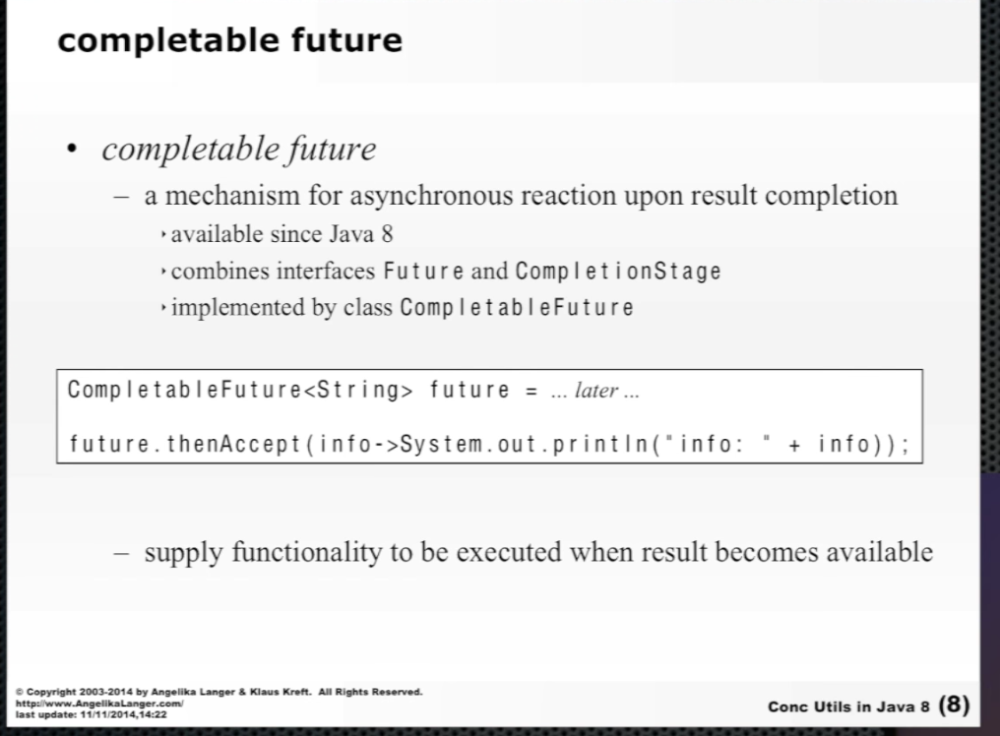 completable future
• completable future
– a mechanism for asynchronous reaction upon result completion
‣available since Java 8
‣combines interfaces Future and CompletionStage
‣implemented by class CompletableFuture
CompletableFuture<String> future = ... later ...
future.thenAccept(info->System.out.println("info: " + info));
– supply functionality to be executed when result becomes available
© Copyright 2003-2014 by Angelika Langer & Klaus Kreft. All Rights Reserved.
http://www.AngelikaLanger.com/
last update: 11/11/2014,14:22
Conc Utils in Java 8 (8)